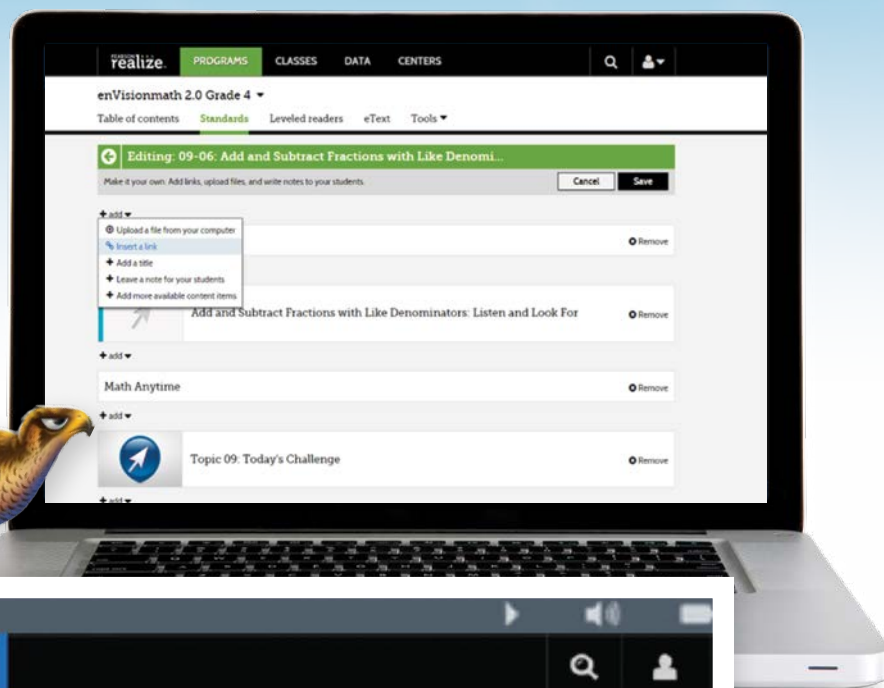 PEARSON
realize.
PROGRAMS CLASSES DATA CENTERS
enVisionmath 2.0 Grade 4
Table of contents Standards Leveled readers eText Tools
Editing: 09-06: Add and Subtract Fractions with Like Denomi...
Make it your own. Add links, upload files, and write notes to your students.
Cancel Save
add
Upload a file from your computer
Insert a link
Add a title
Leave a note for your students
Add more available content items
Remove
Add and Subtract Fractions with Like Denominators: Listen and Look For
Remove
add
Math Anytime
Remove
add
Topic 09: Today's Challenge
Remove
add